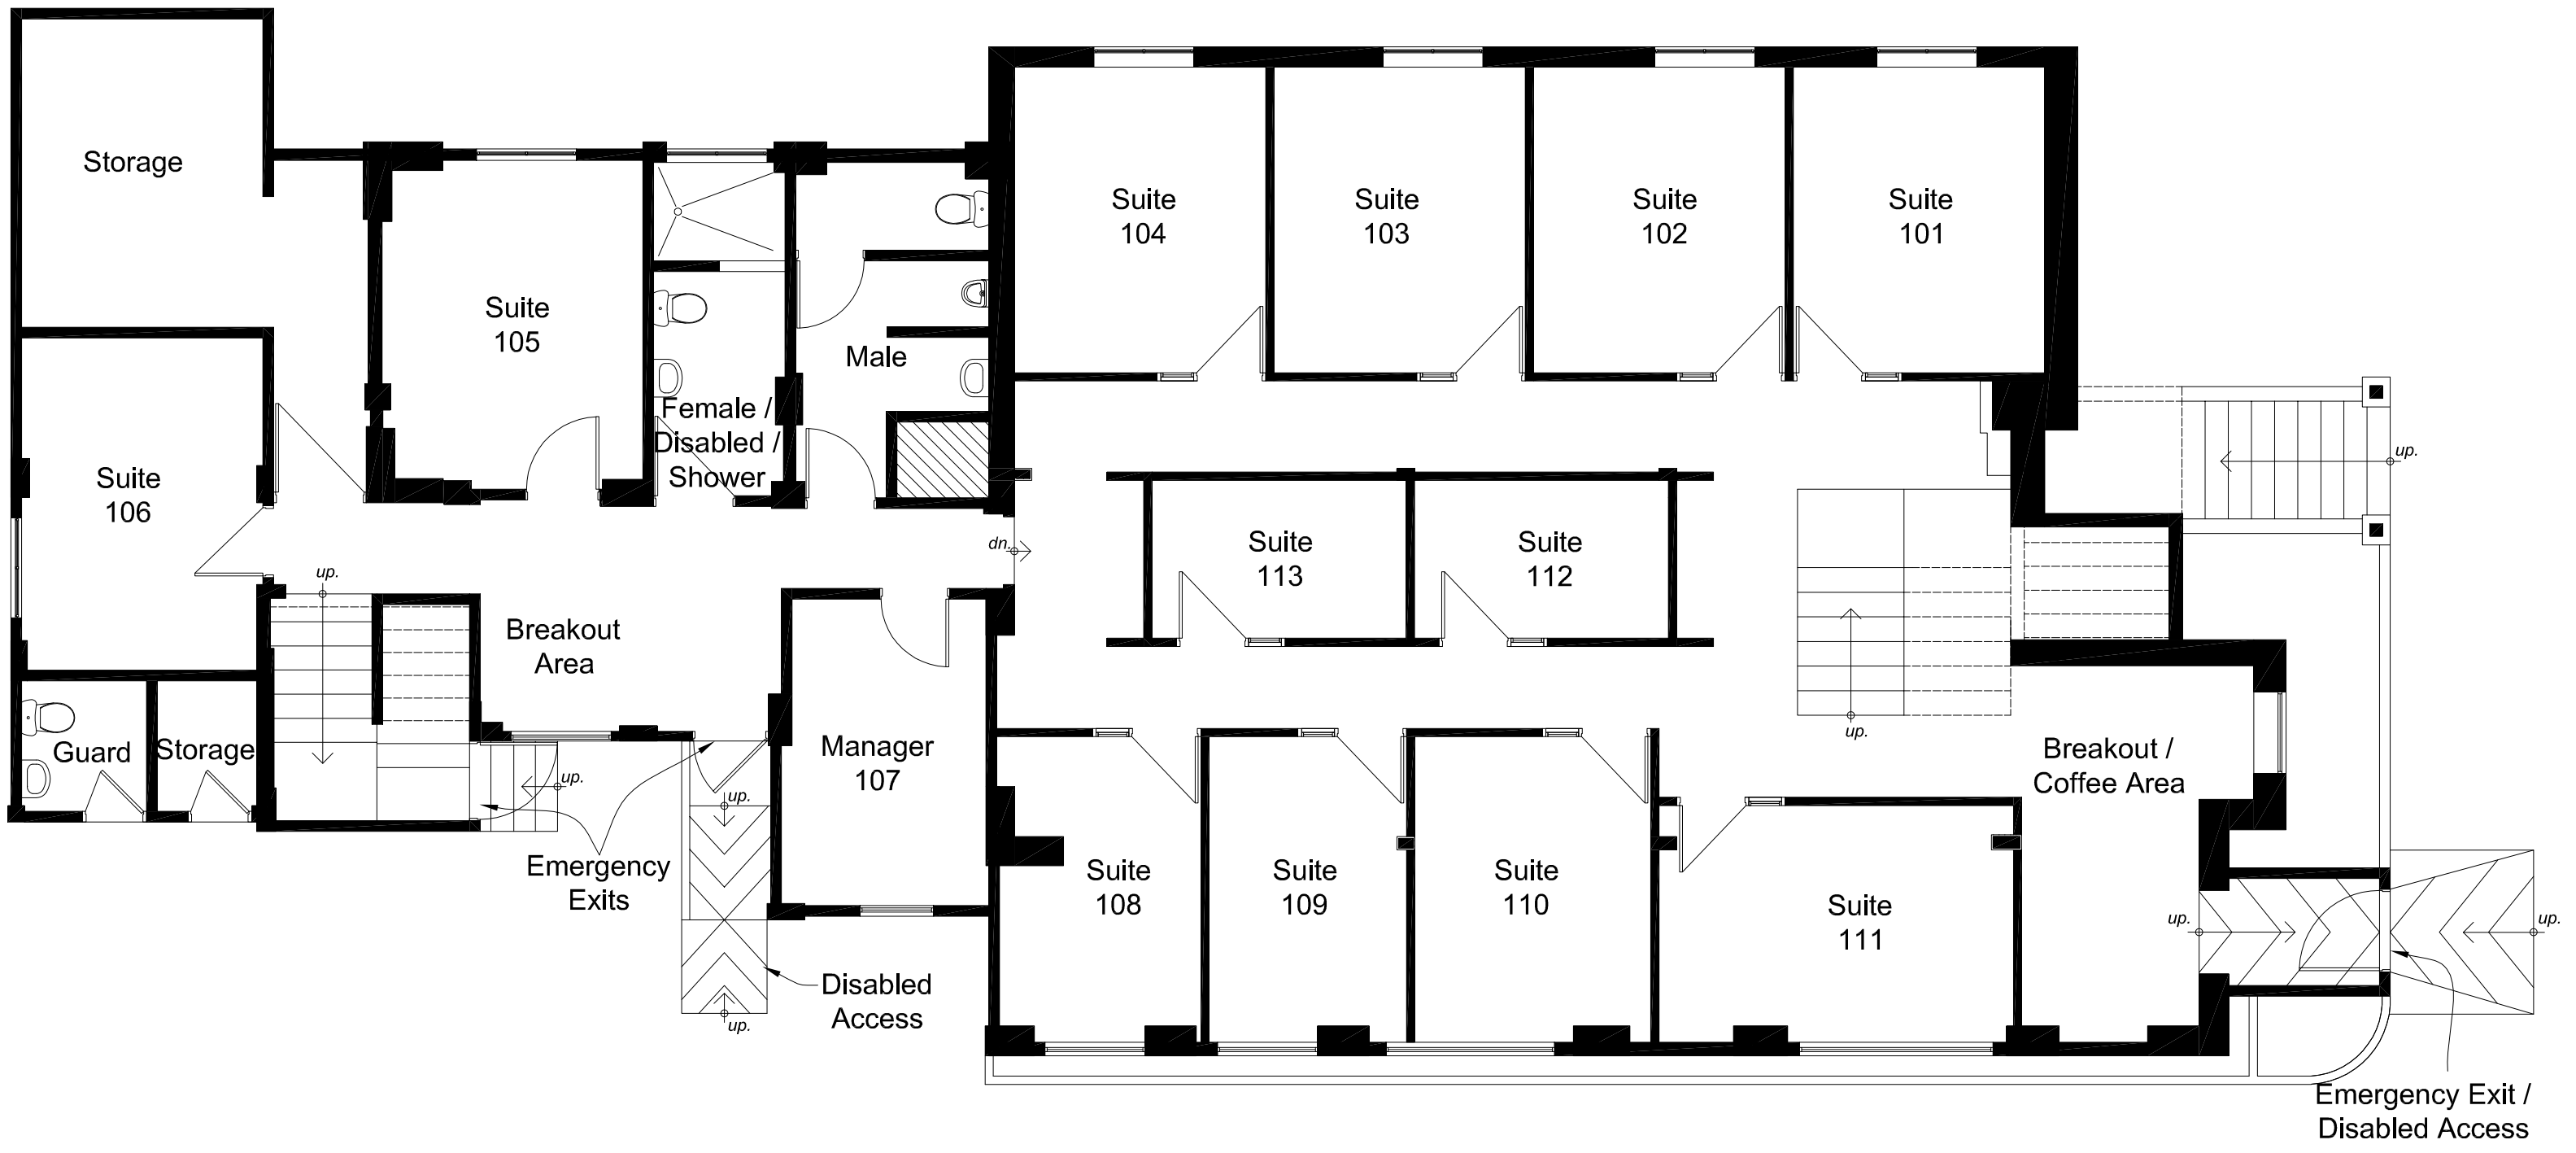 Storage
Suite
104
Suite
103
Suite
102
Suite
101
Suite
105
Male
Female /
Disabled /
Shower
Suite
106
up.
dn.
Suite
113
Suite
112
up.
Breakout
Area
Guard
Storage
up.
up.
Manager
107
up.
Breakout /
Coffee Area
Emergency
Exits
Suite
108
Suite
109
Suite
110
Suite
111
up.
up.
Disabled
Access
up.
Emergency Exit /
Disabled Access